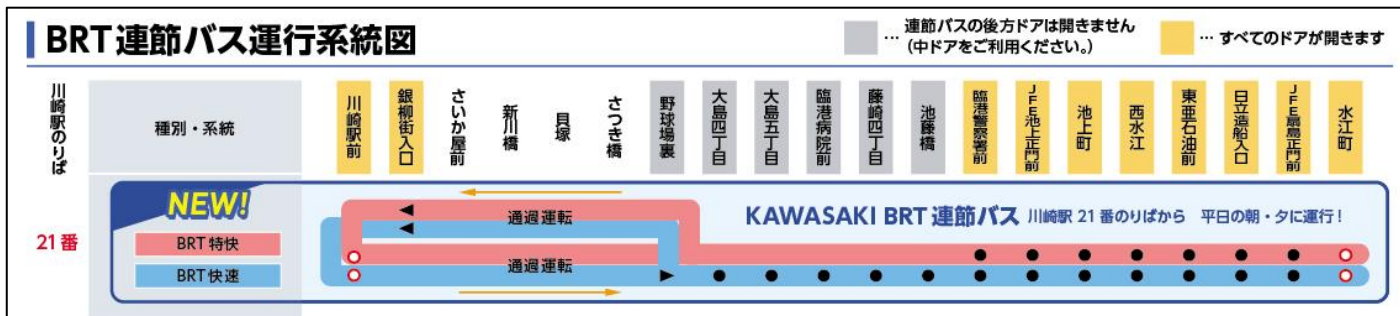 BRT連節バス運行系統図
… 連節バスの後方ドアは開きません
(中ドアをご利用ください。)
… すべてのドアが開きます
川崎駅のりば
種別・系統
川崎駅前
銀柳街入口
さいか屋前
新川橋
貝塚
さつき橋
野球場裏
大島四丁目
大島五丁目
臨港病院前
藤崎四丁目
池藤橋
臨港警察署前
JFE池上正門前
池上町
西水江
東亜石油前
日立造船入口
JFE扇島正門前
水江町
NEW!
通過運転
KAWASAKI BRT 連節バス 川崎駅 21 番のりばから 平日の朝・夕に運行!
21 番
BRT 特快
BRT 快速
通過運転